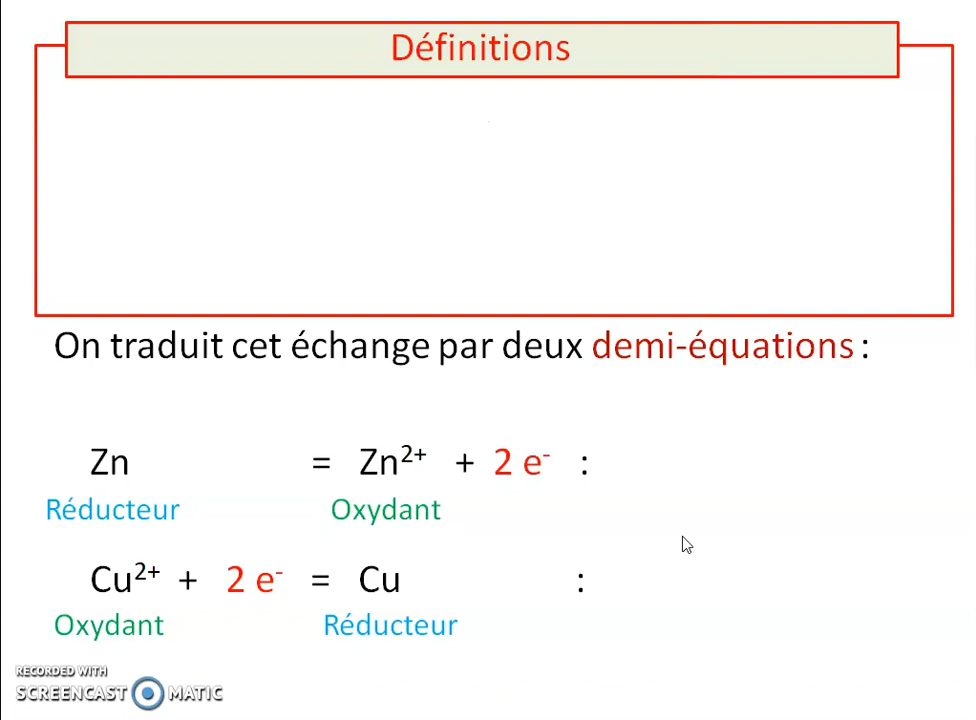 Définitions
On traduit cet échange par deux demi-équations :
Zn = Zn²⁺ + 2 e⁻ :
Réducteur Oxydant
Cu²⁺ + 2 e⁻ = Cu :
Oxydant Réducteur
RECORDED WITH
SCREENCAST MATIC